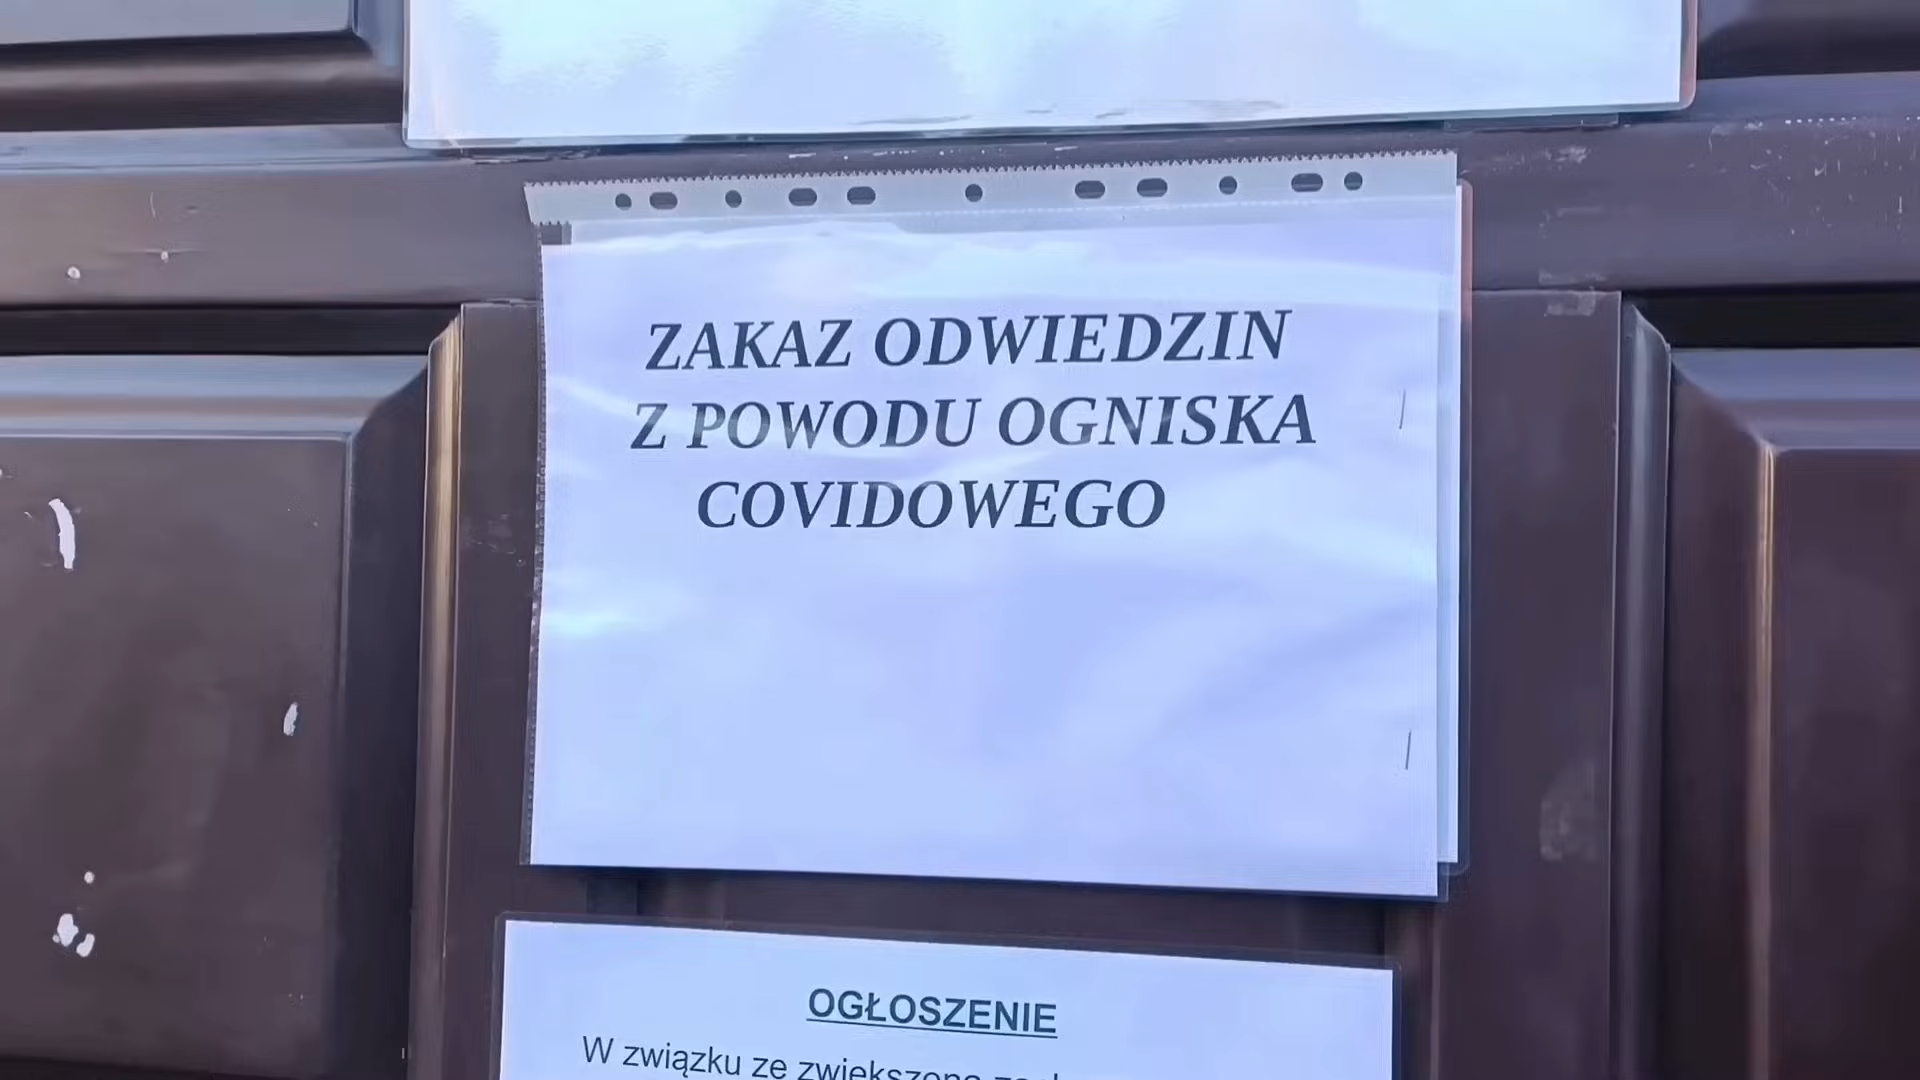 ZAKAZ ODWIEDZIN
Z POWODU OGNISKA
COVIDOWEGO
OGŁOSZENIE
W związku ze